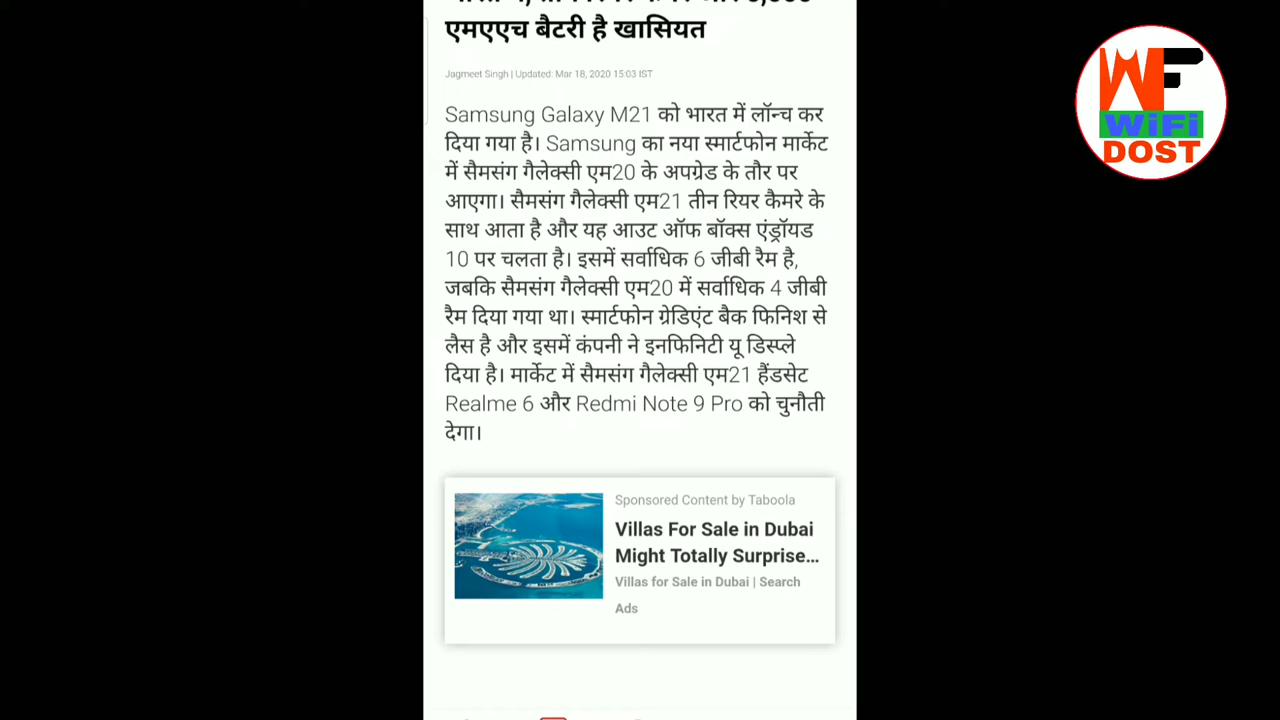 एमएएच बैटरी है खासियत
Jagmeet Singh | Updated: Mar 18, 2020 15:03 IST
Samsung Galaxy M21 को भारत में लॉन्च कर
दिया गया है। Samsung का नया स्मार्टफोन मार्केट
में सैमसंग गैलेक्सी एम20 के अपग्रेड के तौर पर
आएगा। सैमसंग गैलेक्सी एम21 तीन रियर कैमरे के
साथ आता है और यह आउट ऑफ बॉक्स एंड्रॉयड
10 पर चलता है। इसमें सर्वाधिक 6 जीबी रैम है,
जबकि सैमसंग गैलेक्सी एम20 में सर्वाधिक 4 जीबी
रैम दिया गया था। स्मार्टफोन ग्रेडिएंट बैक फिनिश से
लैस है और इसमें कंपनी ने इनफिनिटी यू डिस्प्ले
दिया है। मार्केट में सैमसंग गैलेक्सी एम21 हैंडसेट
Realme 6 और Redmi Note 9 Pro को चुनौती
देगा।
Sponsored Content by Taboola
Villas For Sale in Dubai
Might Totally Surprise...
Villas for Sale in Dubai | Search
Ads
WF
WiFi
DOST